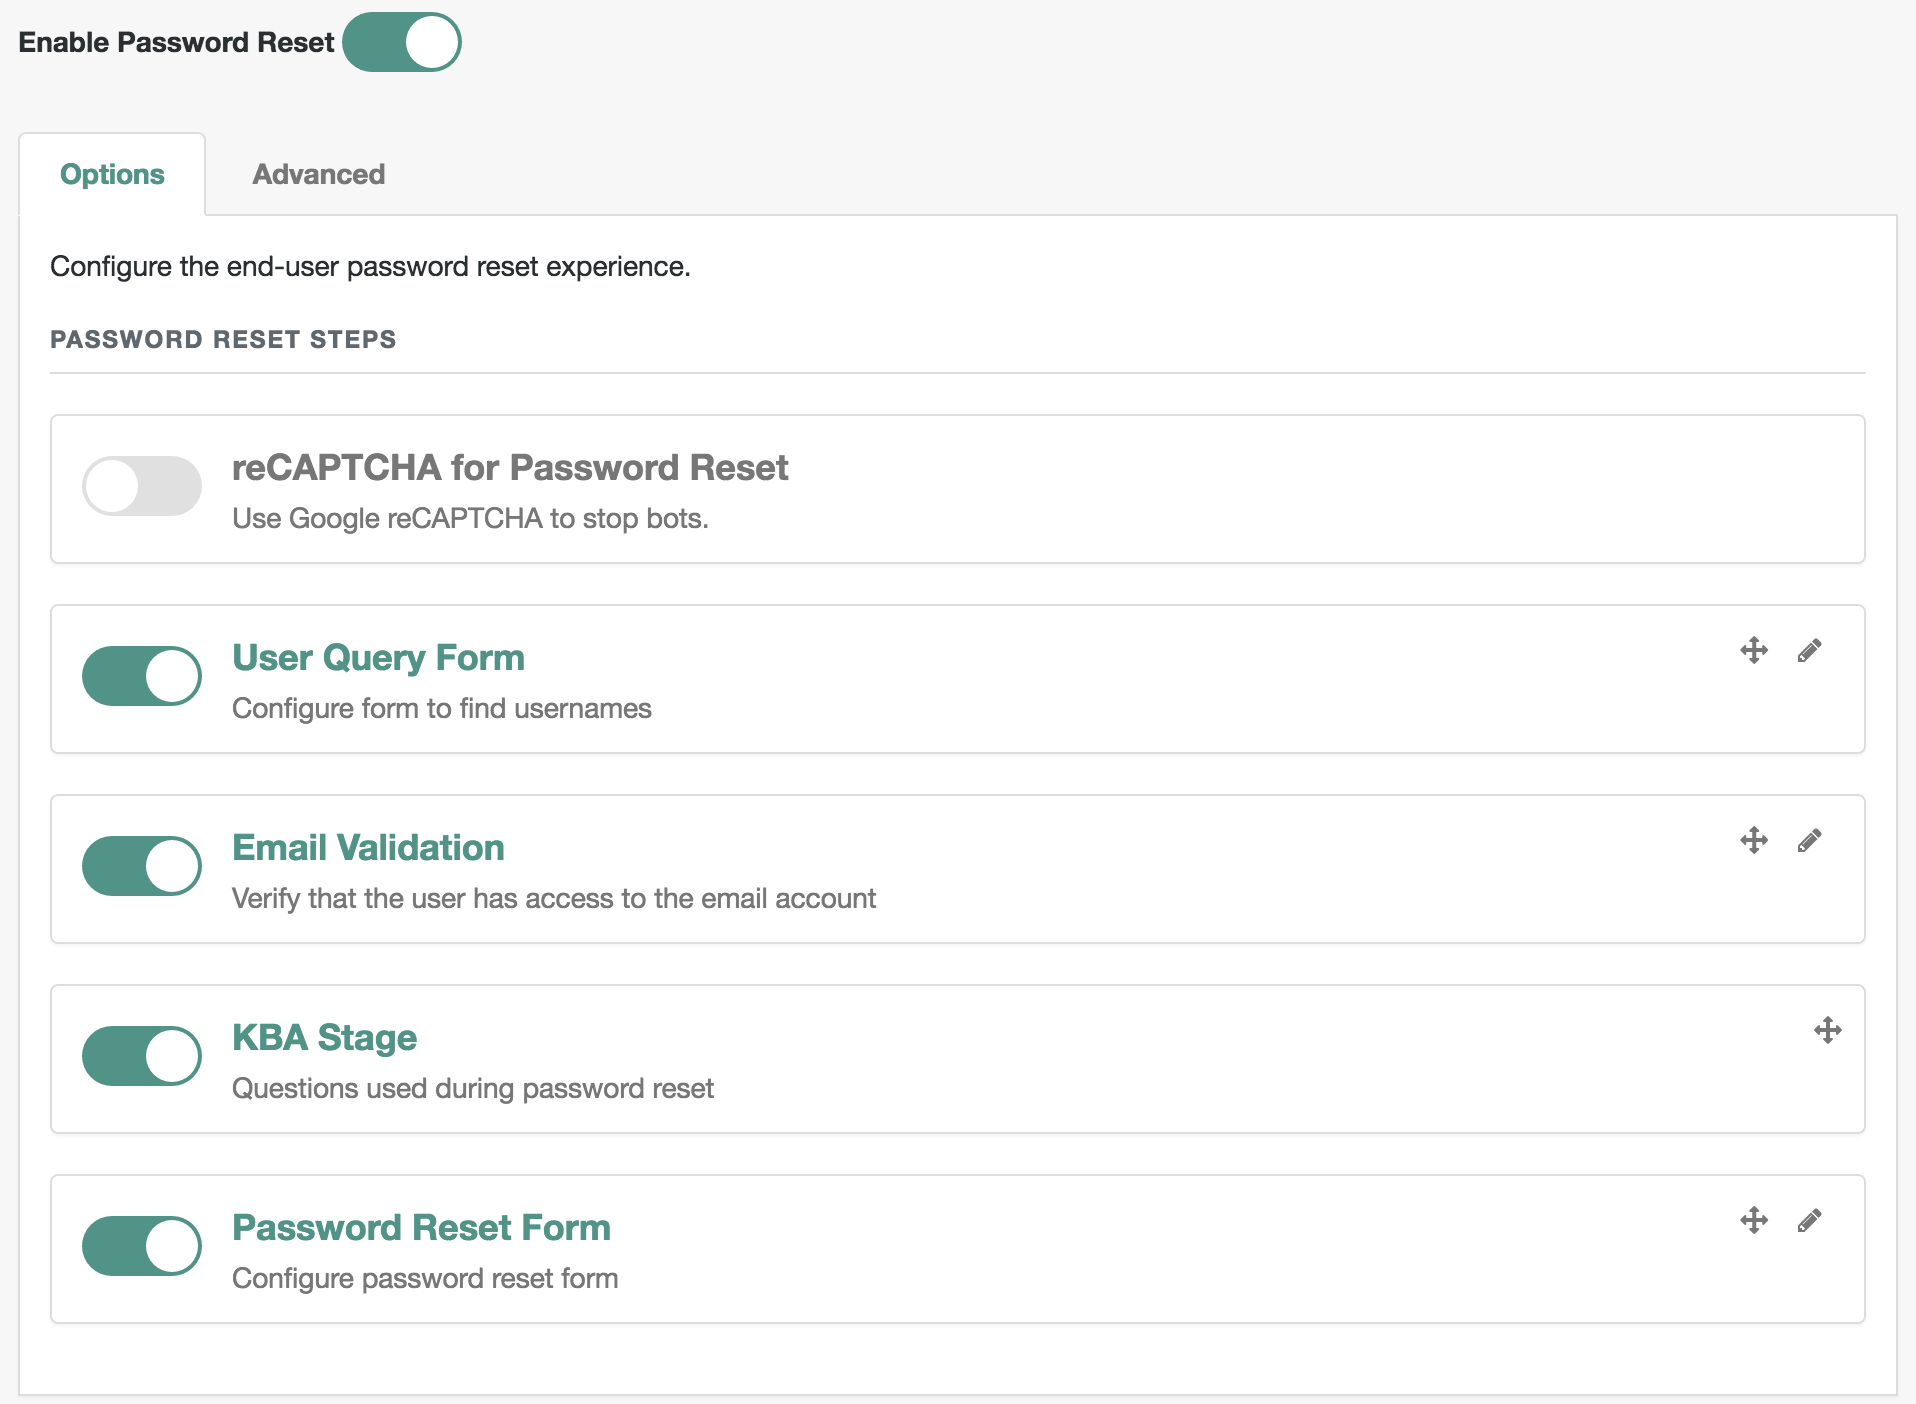 Enable Password Reset
Options
Advanced
Configure the end-user password reset experience.
PASSWORD RESET STEPS
reCAPTCHA for Password Reset
Use Google reCAPTCHA to stop bots.
User Query Form
Configure form to find usernames
Email Validation
Verify that the user has access to the email account
KBA Stage
Questions used during password reset
Password Reset Form
Configure password reset form